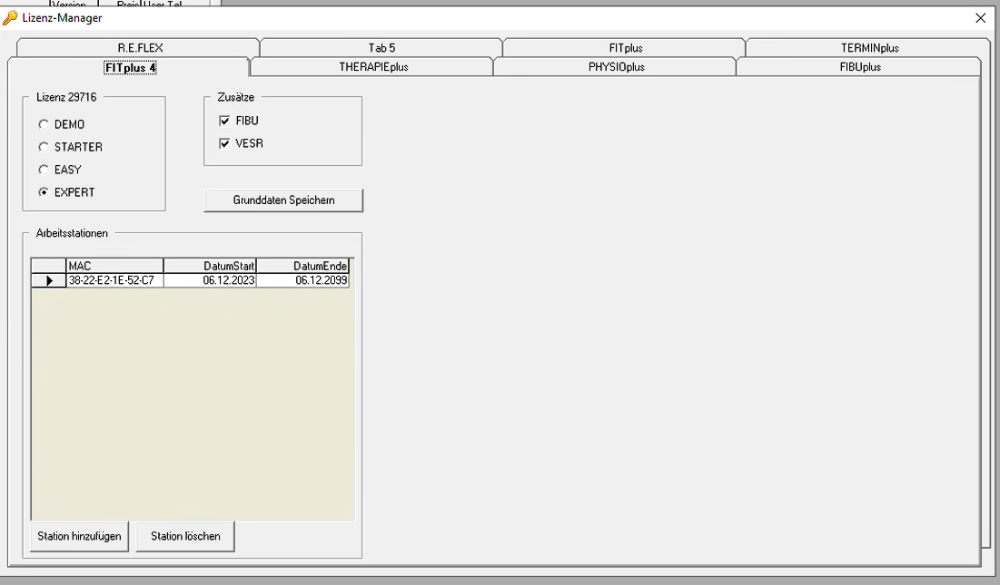 Version Preis User Tel
Lizenz-Manager
R.E.FLEX Tab 5 FITplus TERMINplus
FITplus 4 THERAPIEplus PHYSIOplus FIBUplus
Lizenz 29716 Zusätze
DEMO FIBU
STARTER VESR
EASY
EXPERT Grunddaten Speichern
Arbeitsstationen
MAC DatumStart DatumEnde
38-22-E2-1E-52-C7 06.12.2023 06.12.2099
Station hinzufügen Station löschen